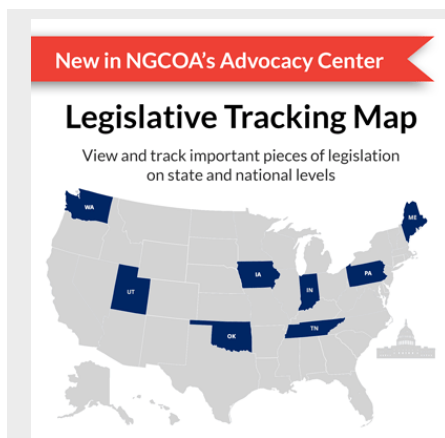 New in NGCOA's Advocacy Center
Legislative Tracking Map
View and track important pieces of legislation
on state and national levels
WA
ME
UT
IA
IN
PA
OK
TN